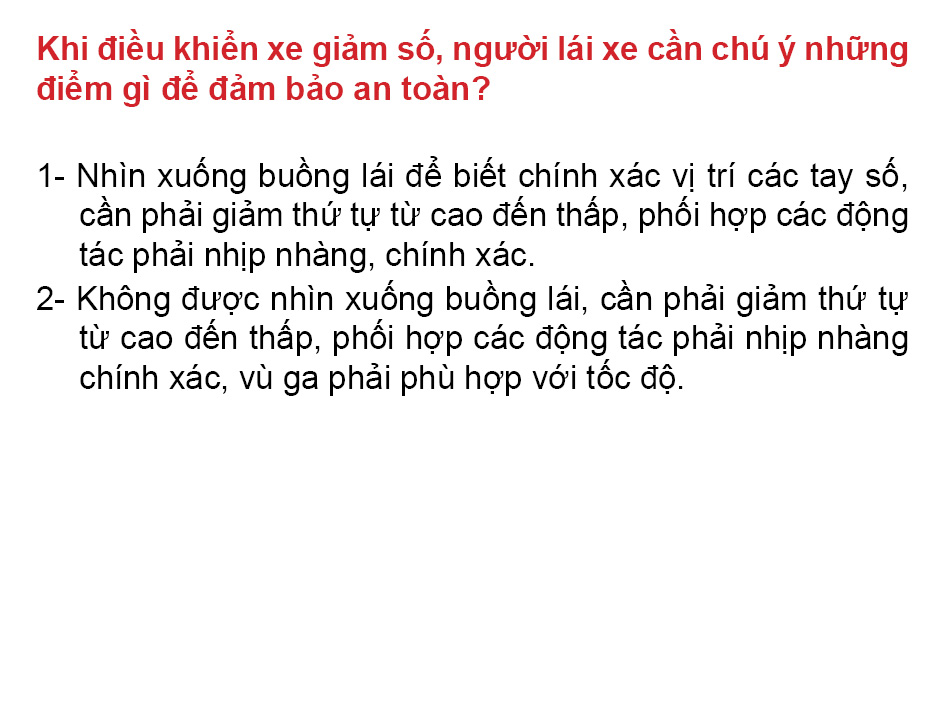 Khi điều khiển xe giảm số, người lái xe cần chú ý những
điểm gì để đảm bảo an toàn?
1- Nhìn xuống buồng lái để biết chính xác vị trí các tay số,
cần phải giảm thứ tự từ cao đến thấp, phối hợp các động
tác phải nhịp nhàng, chính xác.
2- Không được nhìn xuống buồng lái, cần phải giảm thứ tự
từ cao đến thấp, phối hợp các động tác phải nhịp nhàng
chính xác, vù ga phải phù hợp với tốc độ.